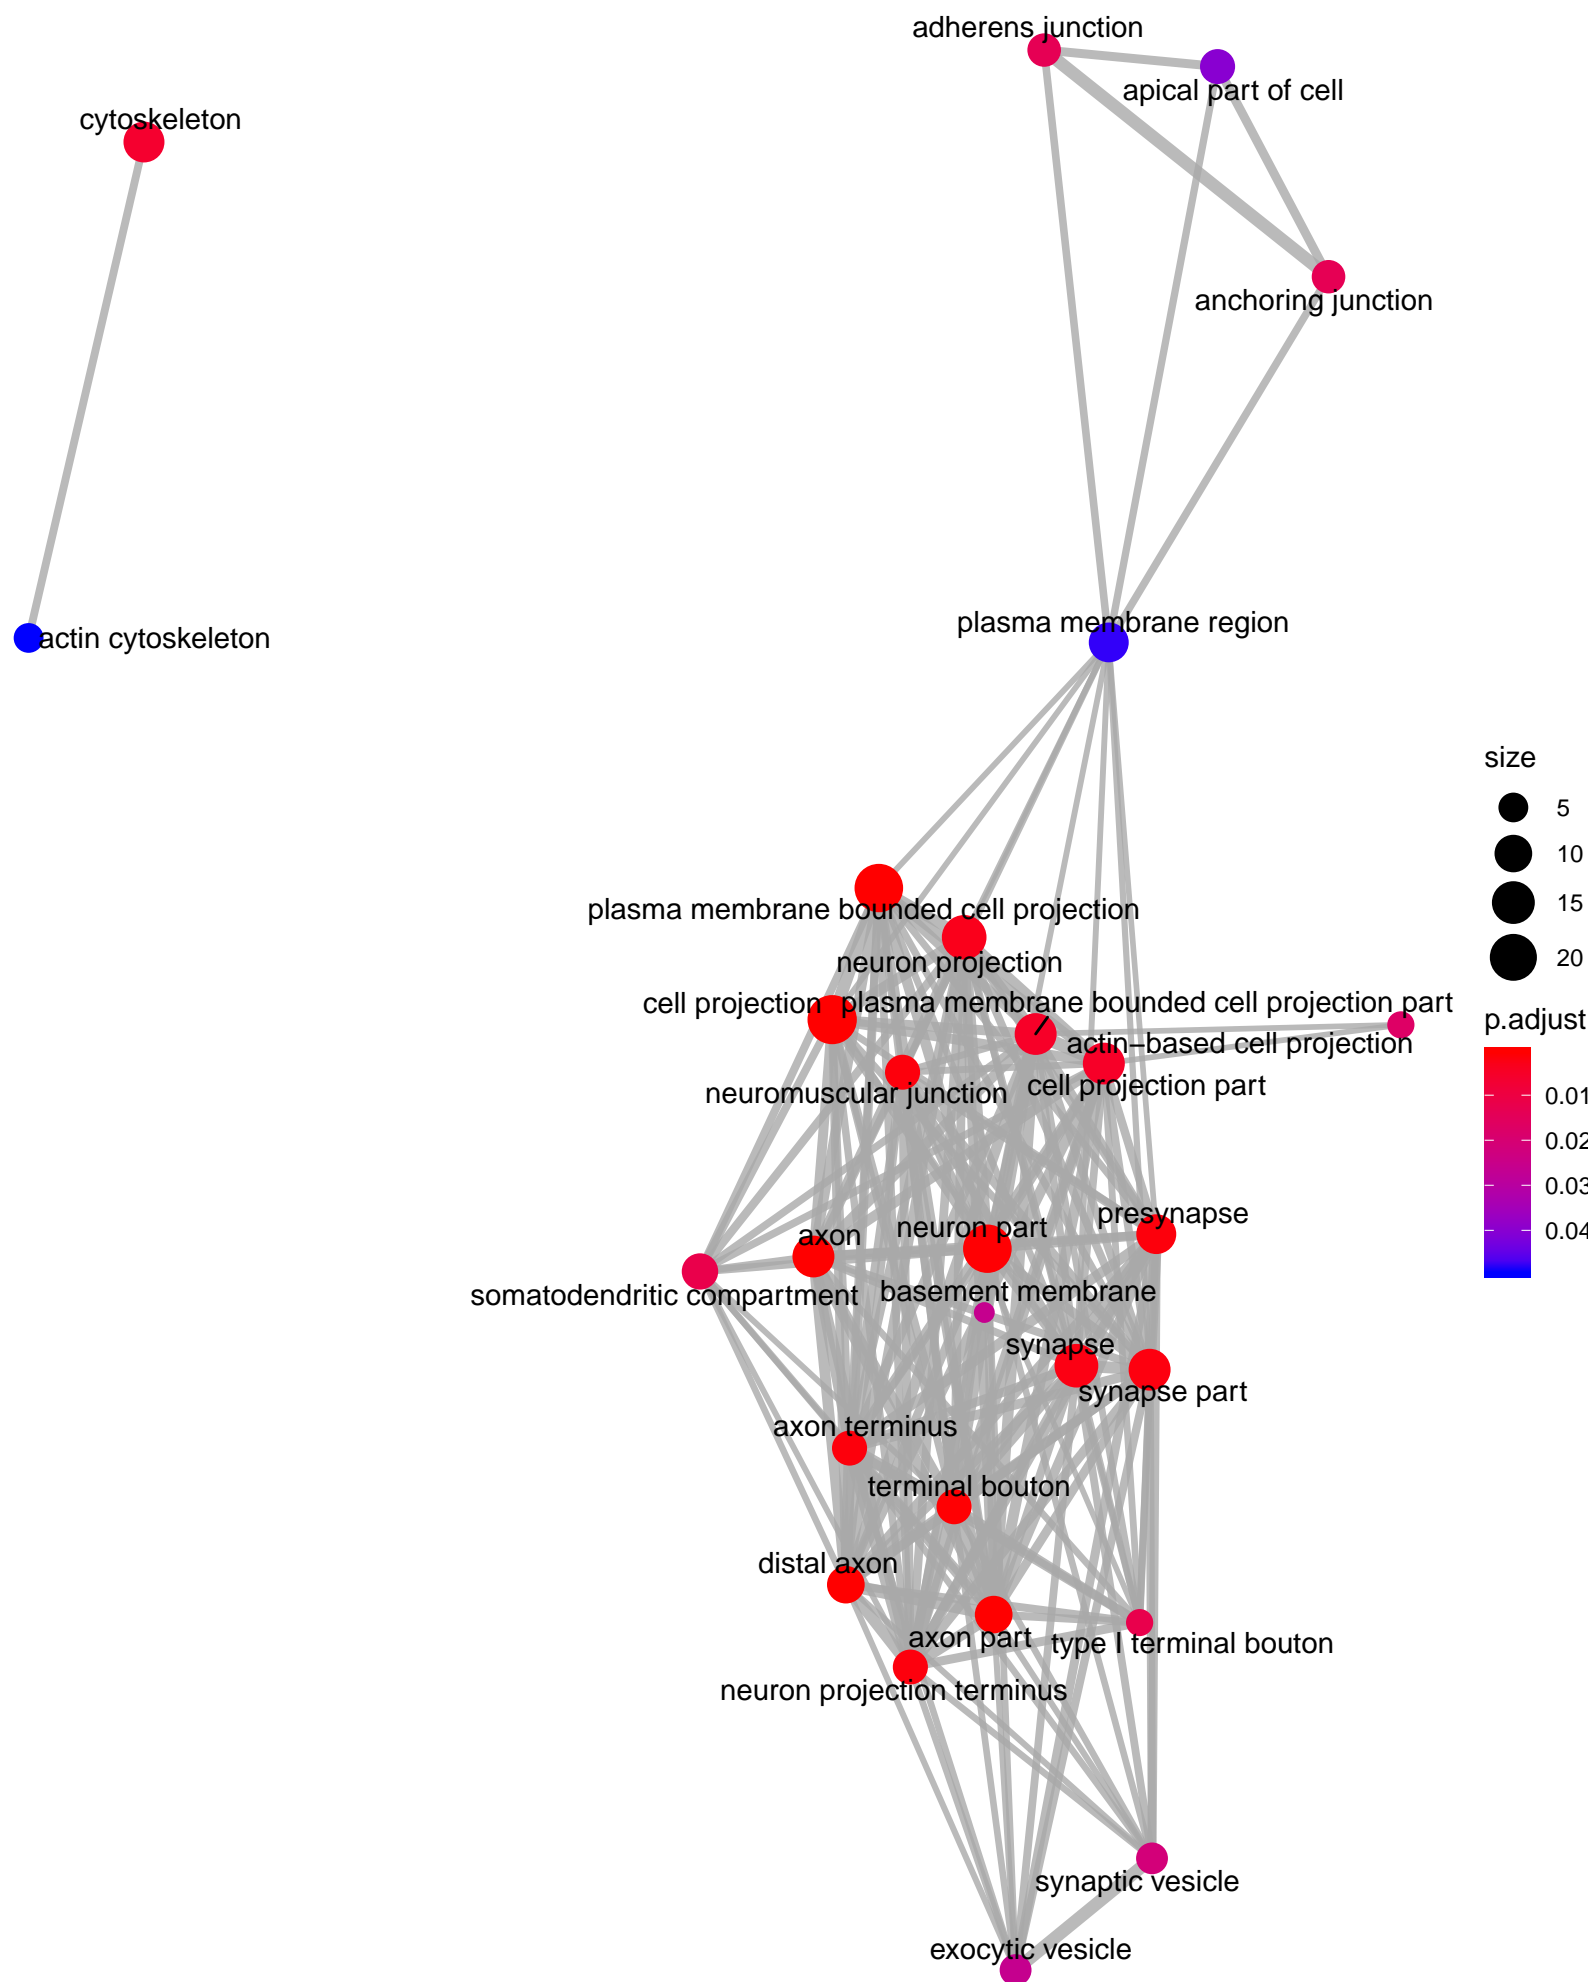 adherens junction
apical part of cell
cytoskeleton
anchoring junction
plasma membrane region
actin cytoskeleton
size
5
10
15
20
plasma membrane bounded cell projection
neuron projection
cell projection
plasma membrane bounded cell projection part
p.adjust
actin−based cell projection
neuromuscular junction
cell projection part
0.01
0.02
0.03
0.04
presynapse
neuron part
axon
basement membrane
somatodendritic compartment
synapse
synapse part
axon terminus
terminal bouton
distal axon
axon part
type I terminal bouton
neuron projection terminus
synaptic vesicle
exocytic vesicle